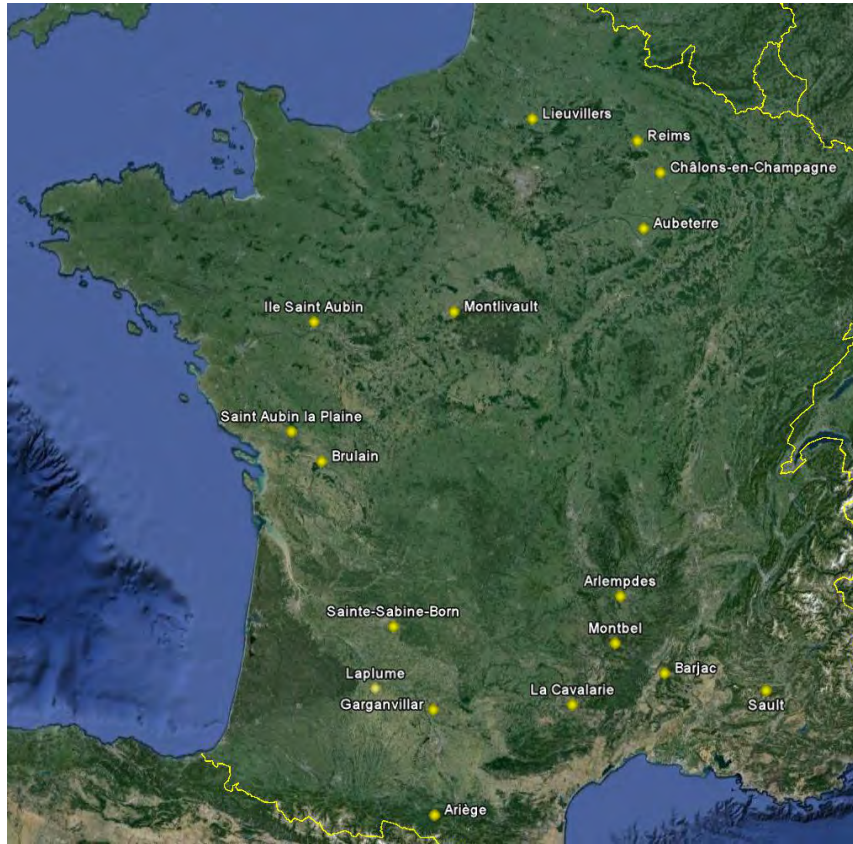 Lieuvillers
Reims
Châlons-en-Champagne
Aubeterre
Ile Saint Aubin
Montlivault
Saint Aubin la Plaine
Brulain
Arlempdes
Sainte-Sabine-Born
Montbel
Barjac
Laplume
La Cavalarie
Garganvillar
Sault
Ariège